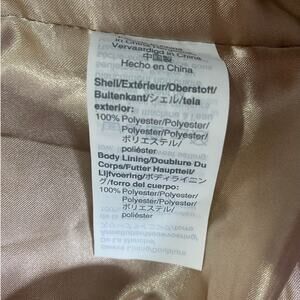 in China/
Vervaardigd in China
中国製
Hecho en China
Shell/Extérieur/Oberstoff/
Buitenkant/シェル/tela
exterior:
100% Polyester/Polyester/
Polyester/Polyester/
ポリエステル/
poliéster
Body Lining/Doublure Du
Corps/Futter Hauptteil/
Lijfvoering/ボディライニン
グ/forro del cuerpo:
100% Polyester/Polyester/
Polyester/Polyester/
ポリエステル/
poliéster